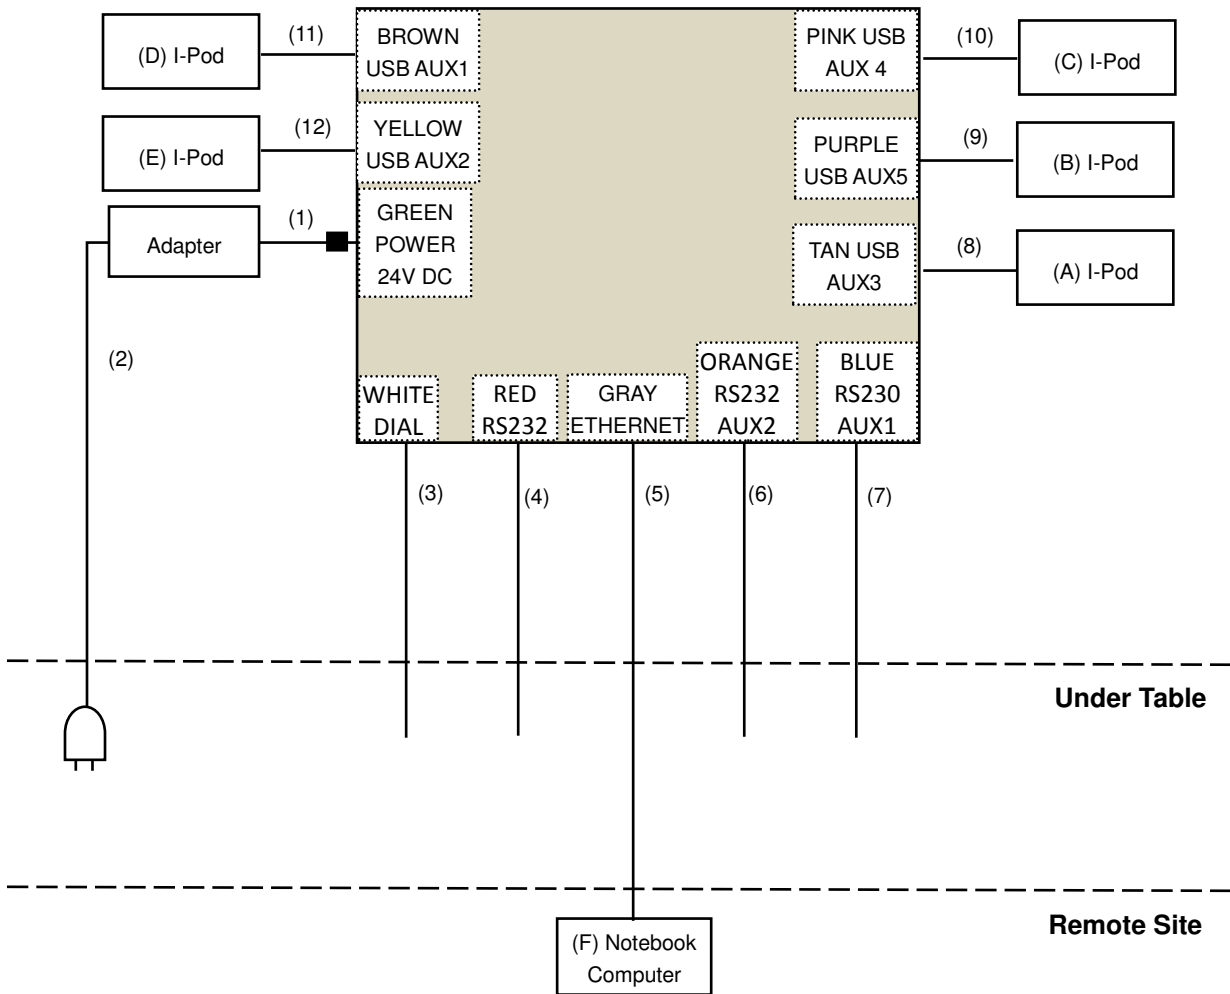 (D) I-Pod
(11)
BROWN
USB AUX1
PINK USB
AUX 4
(10)
(C) I-Pod
(E) I-Pod
(12)
YELLOW
USB AUX2
PURPLE
USB AUX5
(9)
(B) I-Pod
Adapter
(1)
GREEN
POWER
24V DC
TAN USB
AUX3
(8)
(A) I-Pod
(2)
WHITE
DIAL
RED
RS232
GRAY
ETHERNET
ORANGE
RS232
AUX2
BLUE
RS230
AUX1
(3)
(4)
(5)
(6)
(7)
Under Table
Remote Site
(F) Notebook
Computer